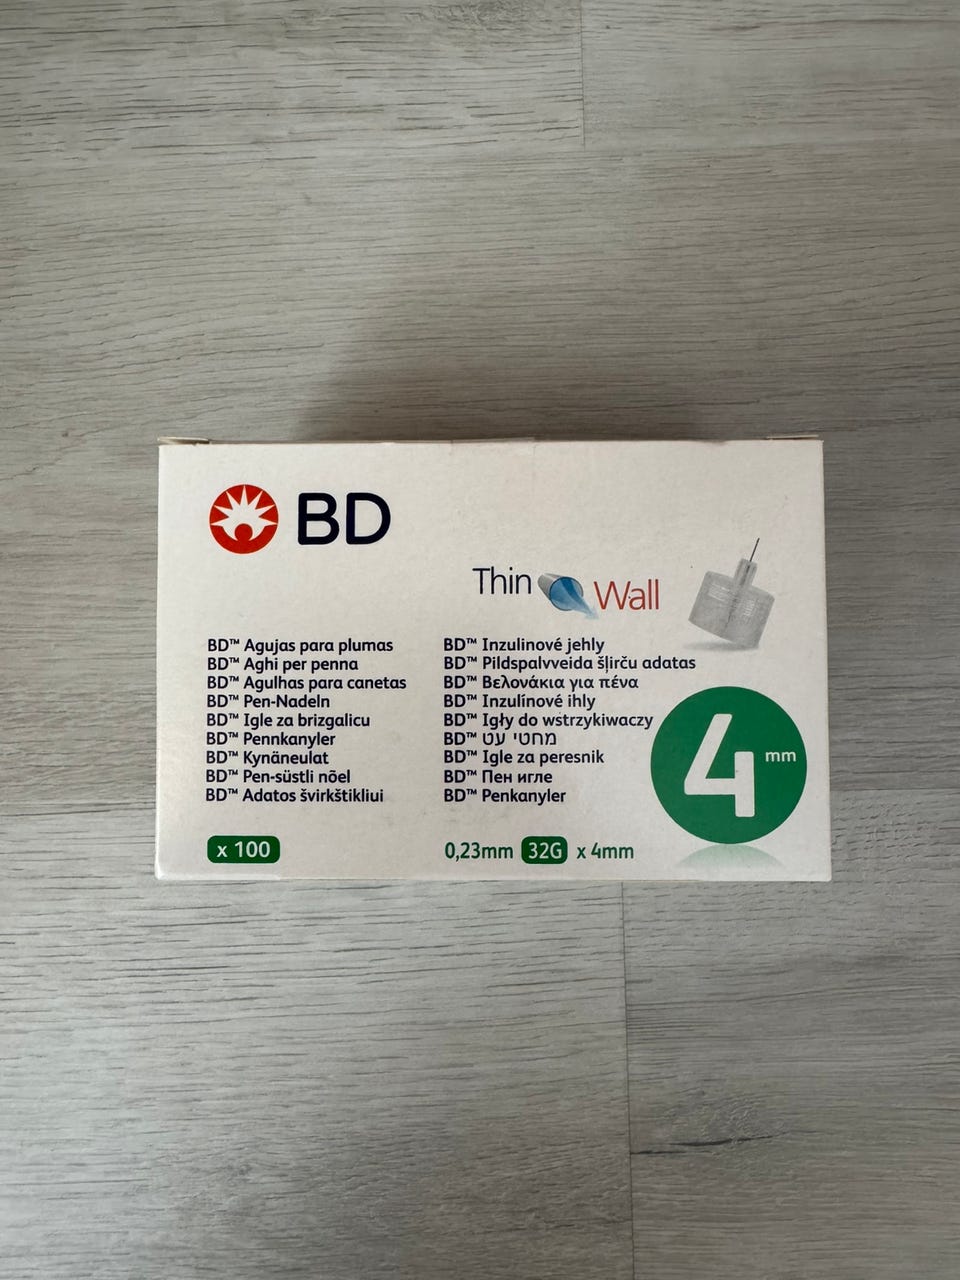 BD
Thin Wall
BD™ Agujas para plumas
BD™ Aghi per penna
BD™ Agulhas para canetas
BD™ Pen-Nadeln
BD™ Igle za brizgalicu
BD™ Pennkanyler
BD™ Kynäneulat
BD™ Pen-süstli nõel
BD™ Adatos švirkštikliui
BD™ Inzulinové jehly
BD™ Pildspalvveida šļirču adatas
BD™ Βελονάκια για πένα
BD™ Inzulínové ihly
BD™ Igły do wstrzykiwaczy
BD™ מחטי עט
BD™ Igle za peresnik
BD™ Пен игле
BD™ Penkanyler
4 mm
x 100
0,23mm 32G x 4mm